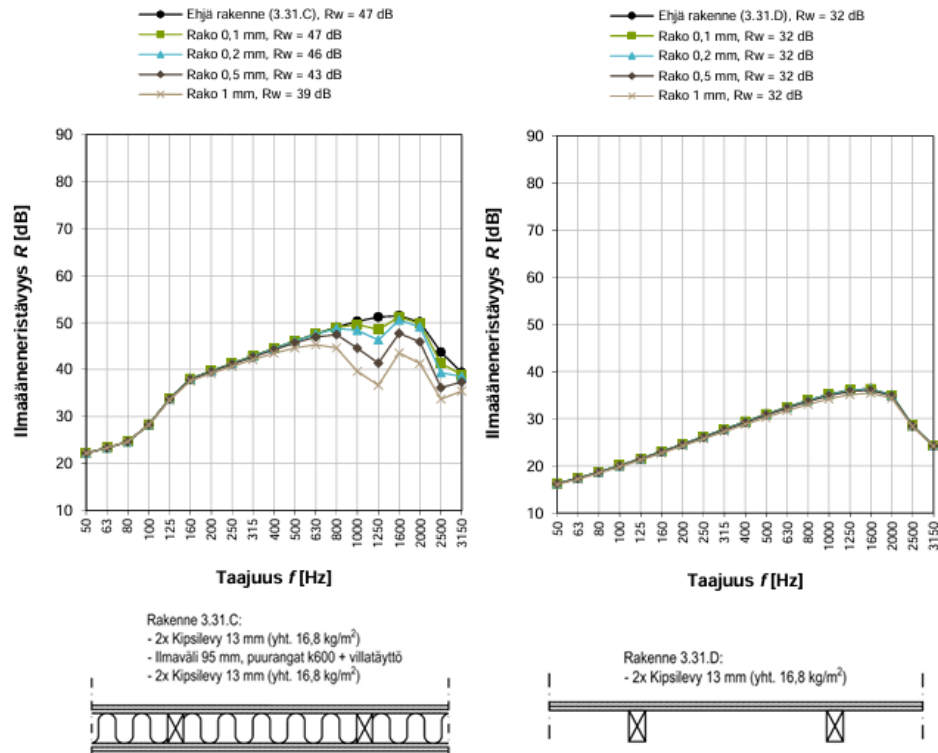 Ehjä rakenne (3.31.C), Rw = 47 dB
Rako 0,1 mm, Rw = 47 dB
Rako 0,2 mm, Rw = 46 dB
Rako 0,5 mm, Rw = 43 dB
Rako 1 mm, Rw = 39 dB
Ilmaääneneristävyys R [dB]
90
80
70
60
50
40
30
20
10
50 63 80 100 125 160 200 250 315 400 500 630 800 1000 1250 1600 2000 2500 3150
Taajuus f [Hz]
Rakenne 3.31.C:
- 2x Kipsilevy 13 mm (yht. 16,8 kg/m²)
- Ilmaväli 95 mm, puurangat k600 + villatäyttö
- 2x Kipsilevy 13 mm (yht. 16,8 kg/m²)
Ehjä rakenne (3.31.D), Rw = 32 dB
Rako 0,1 mm, Rw = 32 dB
Rako 0,2 mm, Rw = 32 dB
Rako 0,5 mm, Rw = 32 dB
Rako 1 mm, Rw = 32 dB
Ilmaääneneristävyys R [dB]
90
80
70
60
50
40
30
20
10
50 63 80 100 125 160 200 250 315 400 500 630 800 1000 1250 1600 2000 2500 3150
Taajuus f [Hz]
Rakenne 3.31.D:
- 2x Kipsilevy 13 mm (yht. 16,8 kg/m²)